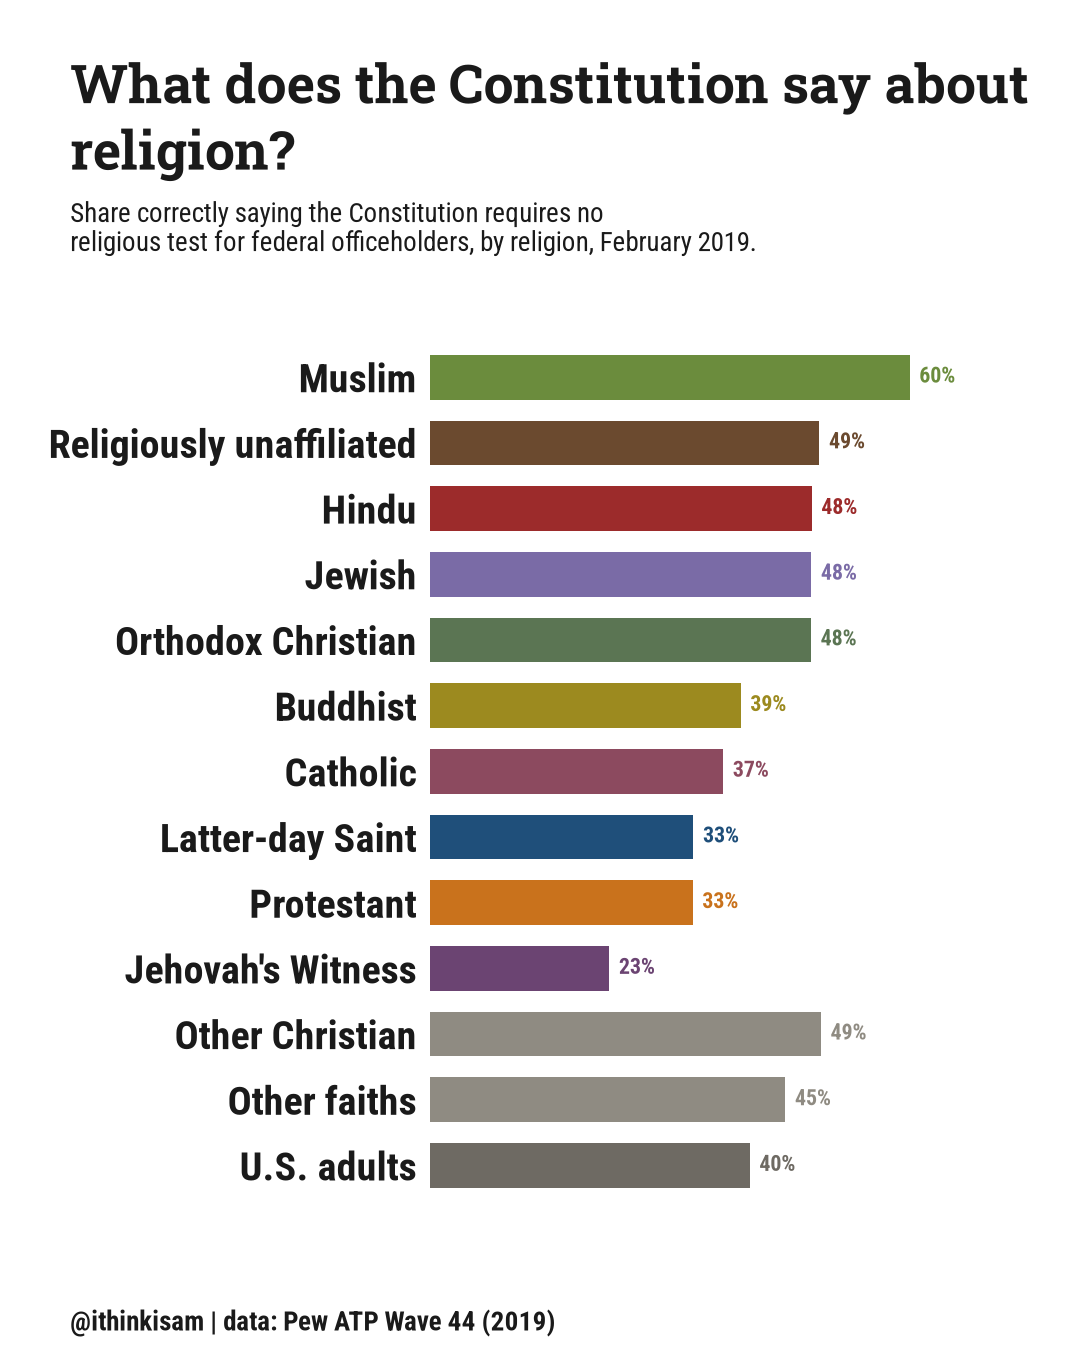 What does the Constitution say about
religion?
Share correctly saying the Constitution requires no
religious test for federal officeholders, by religion, February 2019.
Muslim 60%
Religiously unaffiliated 49%
Hindu 48%
Jewish 48%
Orthodox Christian 48%
Buddhist 39%
Catholic 37%
Latter-day Saint 33%
Protestant 33%
Jehovah's Witness 23%
Other Christian 49%
Other faiths 45%
U.S. adults 40%
@ithinkisam | data: Pew ATP Wave 44 (2019)